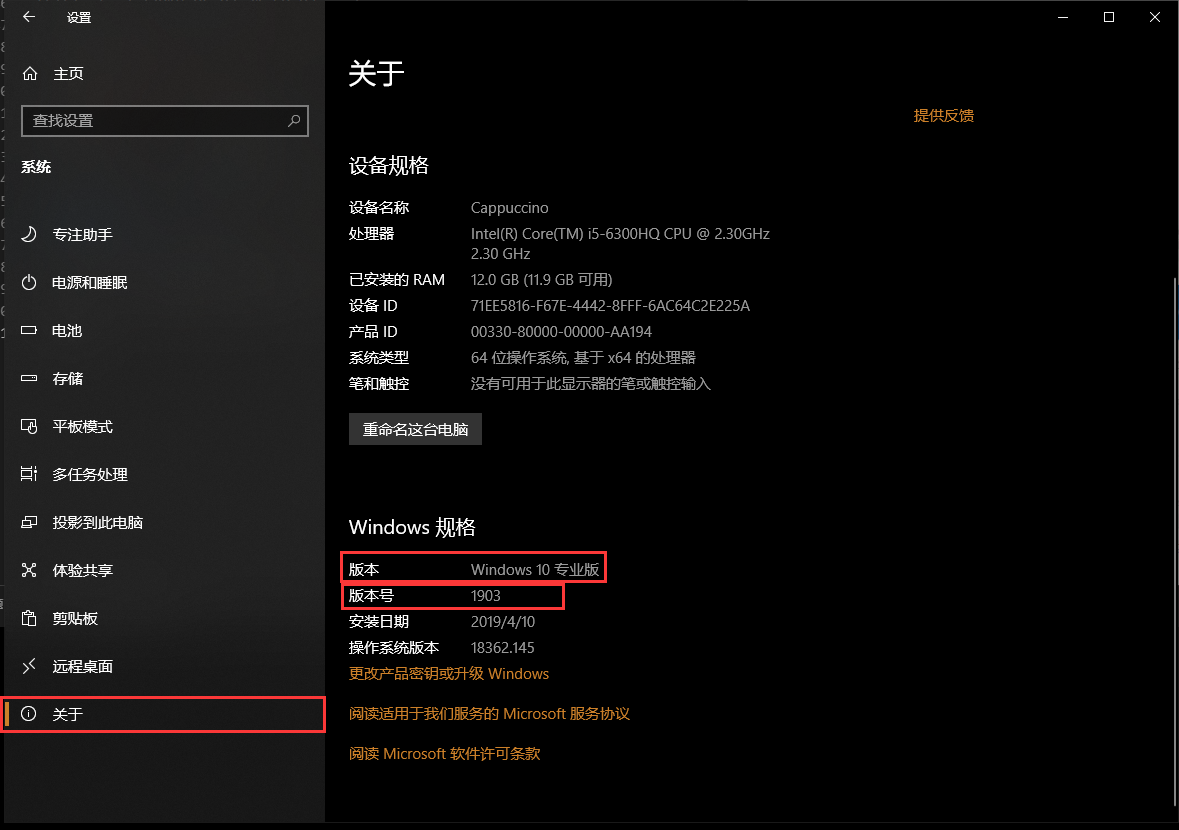 设置
主页
查找设置
系统
专注助手
电源和睡眠
电池
存储
平板模式
多任务处理
投影到此电脑
体验共享
剪贴板
远程桌面
关于
关于
提供反馈
设备规格
设备名称 Cappuccino
处理器 Intel(R) Core(TM) i5-6300HQ CPU @ 2.30GHz
2.30 GHz
已安装的 RAM 12.0 GB (11.9 GB 可用)
设备 ID 71EE5816-F67E-4442-8FFF-6AC64C2E225A
产品 ID 00330-80000-00000-AA194
系统类型 64 位操作系统, 基于 x64 的处理器
笔和触控 没有可用于此显示器的笔或触控输入
重命名这台电脑
Windows 规格
版本 Windows 10 专业版
版本号 1903
安装日期 2019/4/10
操作系统版本 18362.145
更改产品密钥或升级 Windows
阅读适用于我们服务的 Microsoft 服务协议
阅读 Microsoft 软件许可条款